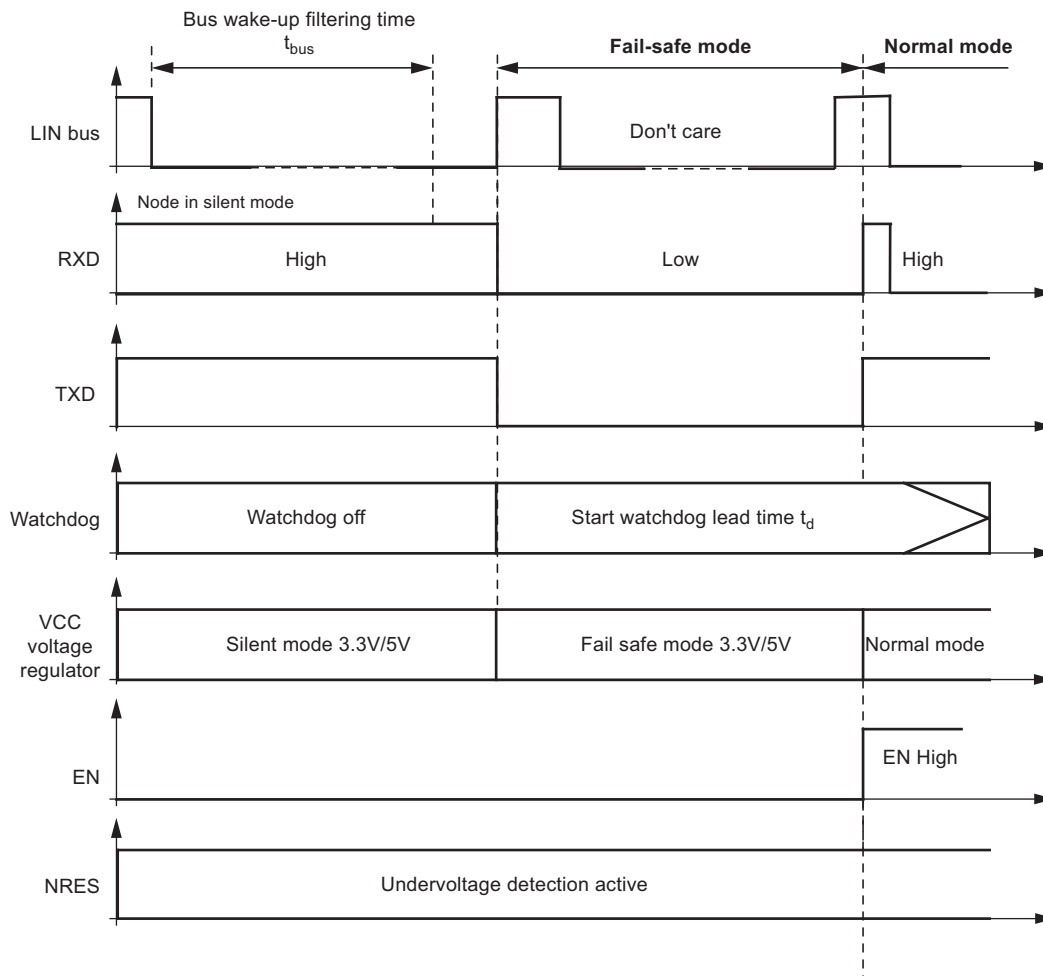 Bus wake-up filtering time
tbus
Fail-safe mode
Normal mode
LIN bus
Don't care
Node in silent mode
RXD
High
Low
High
TXD
Watchdog
Watchdog off
Start watchdog lead time td
VCC
voltage
regulator
Silent mode 3.3V/5V
Fail safe mode 3.3V/5V
Normal mode
EN
EN High
NRES
Undervoltage detection active